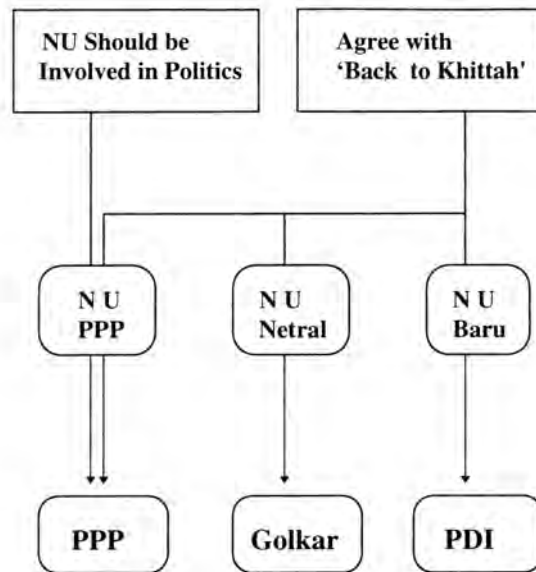 NU Should be
Involved in Politics
Agree with
'Back to Khittah'
N U
PPP
N U
Netral
N U
Baru
PPP
Golkar
PDI